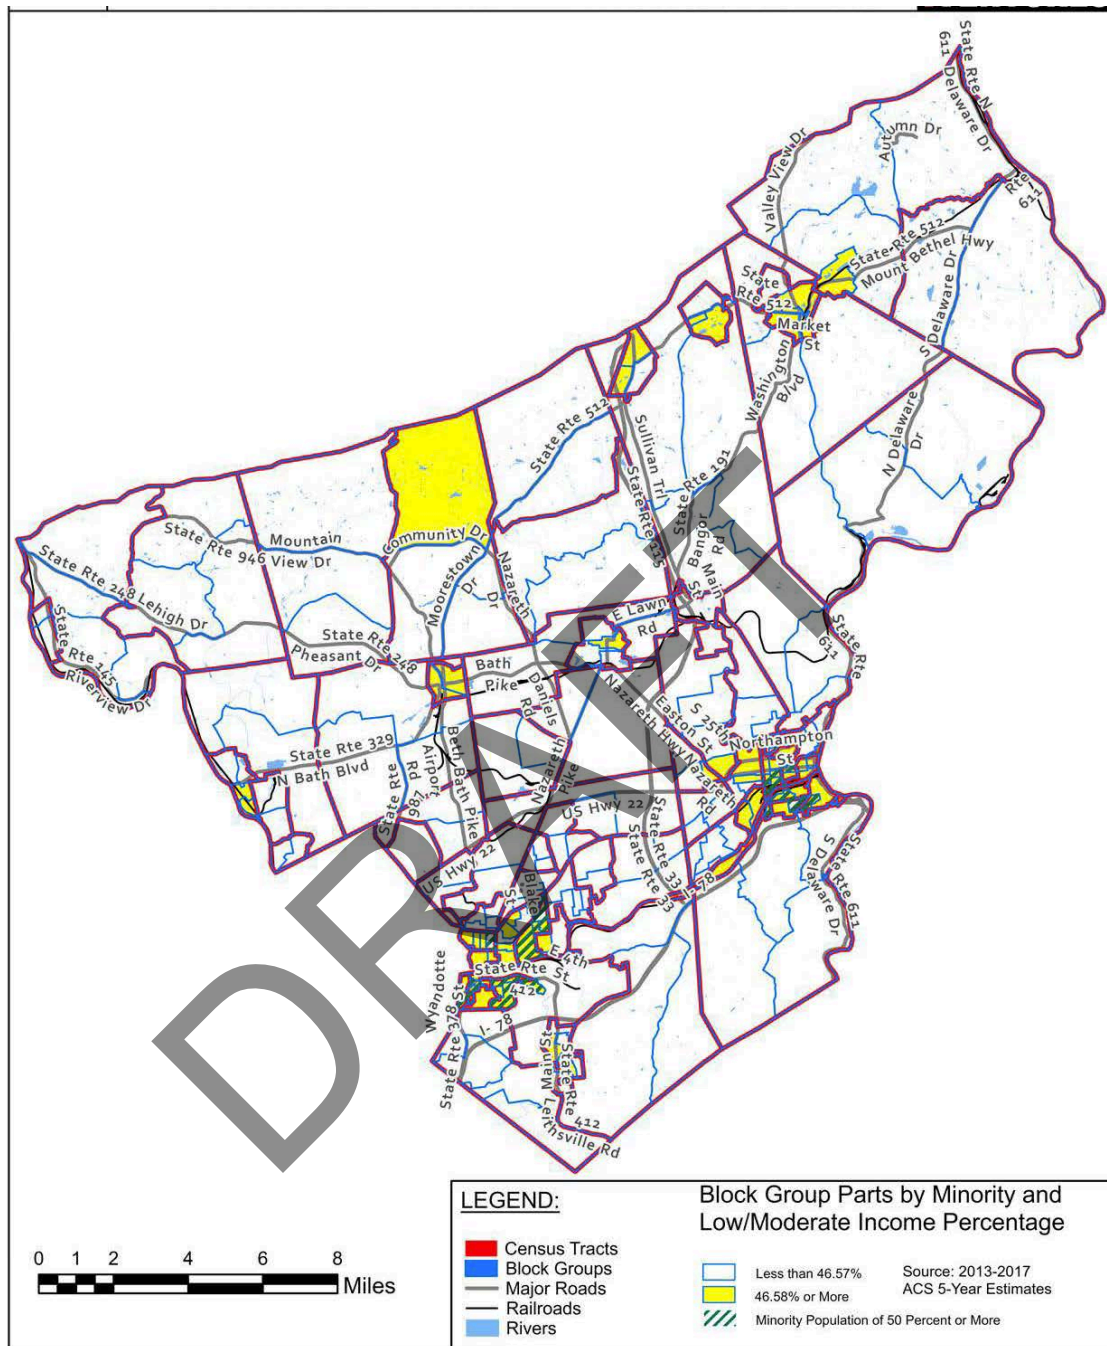 State Rte N
611 Delaware Dr
Autumn Dr
Valley View Dr
Rte
611
State Rte 512
Mount Bethel Hwy
State
Rte 512
Market
St
S Delaware Dr
Washington
Blvd
N Delaware
Dr
State Rte 512
Sullivan Trl
State Rte 191
State Rte 115
Bangor
Rd
Main
St
Community Dr
Mountain
View Dr
State Rte 946
State Rte 248
Lehigh Dr
Moorestown
Dr
Nazareth
Dr
E Lawn
Rd
State
Rte 145
Riverview Dr
State Rte 248
Pheasant Dr
Bath
Pike
Daniels
Rd
State Rte
611
Nazareth Hwy
Easton St
S 25th
St
Northampton
St
State Rte 329
N Bath Blvd
Airport
Rd
Beth Bath Pike
State Rte
987
Nazareth
Pike
US Hwy 22
Nazareth
Rd
State Rte 33
State Rte 33
I- 78
S Delaware Dr
State Rte 611
US Hwy 22
Blake
St
E 4th
St
State Rte
412
Wyandotte
St
State Rte 378
I- 78
Main St
State Rte
412
Leithsville Rd
DRAFT
LEGEND:
Census Tracts
Block Groups
Major Roads
Railroads
Rivers
Block Group Parts by Minority and
Low/Moderate Income Percentage
Less than 46.57%
46.58% or More
Minority Population of 50 Percent or More
Source: 2013-2017
ACS 5-Year Estimates
0 1 2 4 6 8
Miles